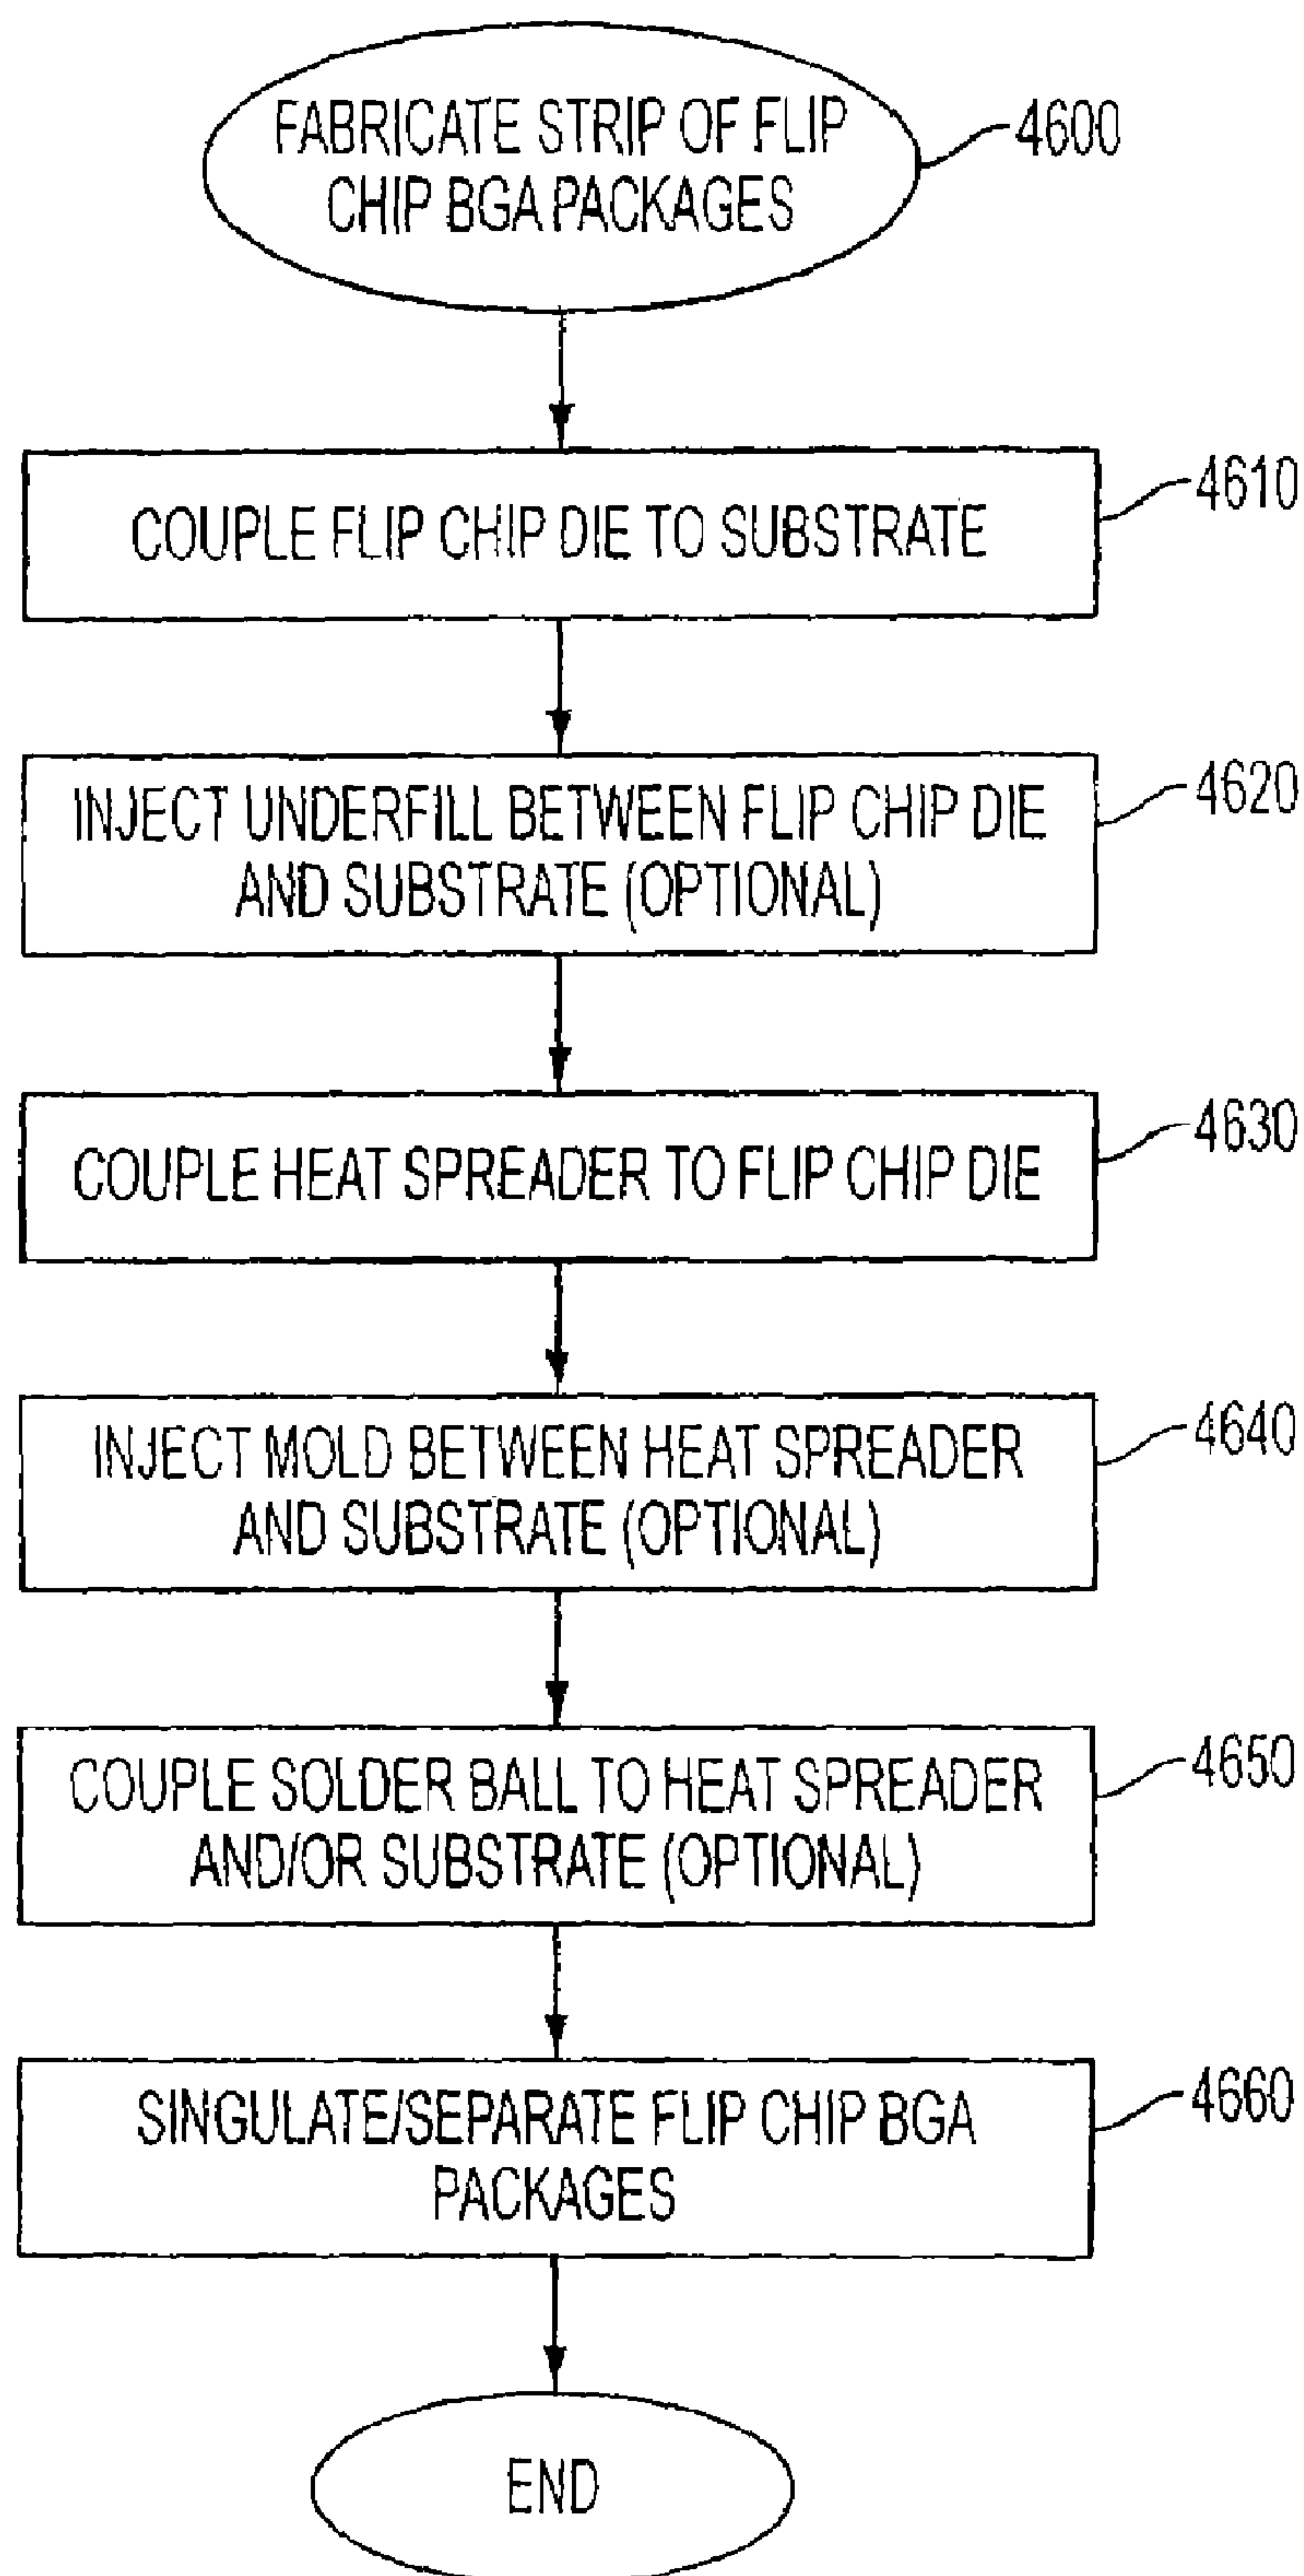 FABRICATE STRIP OF FLIP
CHIP BGA PACKAGES
4600
COUPLE FLIP CHIP DIE TO SUBSTRATE
4610
INJECT UNDERFILL BETWEEN FLIP CHIP DIE
AND SUBSTRATE (OPTIONAL)
4620
COUPLE HEAT SPREADER TO FLIP CHIP DIE
4630
INJECT MOLD BETWEEN HEAT SPREADER
AND SUBSTRATE (OPTIONAL)
4640
COUPLE SOLDER BALL TO HEAT SPREADER
AND/OR SUBSTRATE (OPTIONAL)
4650
SINGULATE/SEPARATE FLIP CHIP BGA
PACKAGES
4660
END